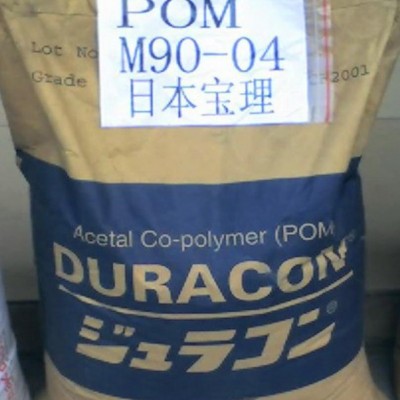 POM
M90-04
日本宝理
Lot No
Grade
2001
Acetal Co-polymer (POM)
DURACON®
ジュラコン®